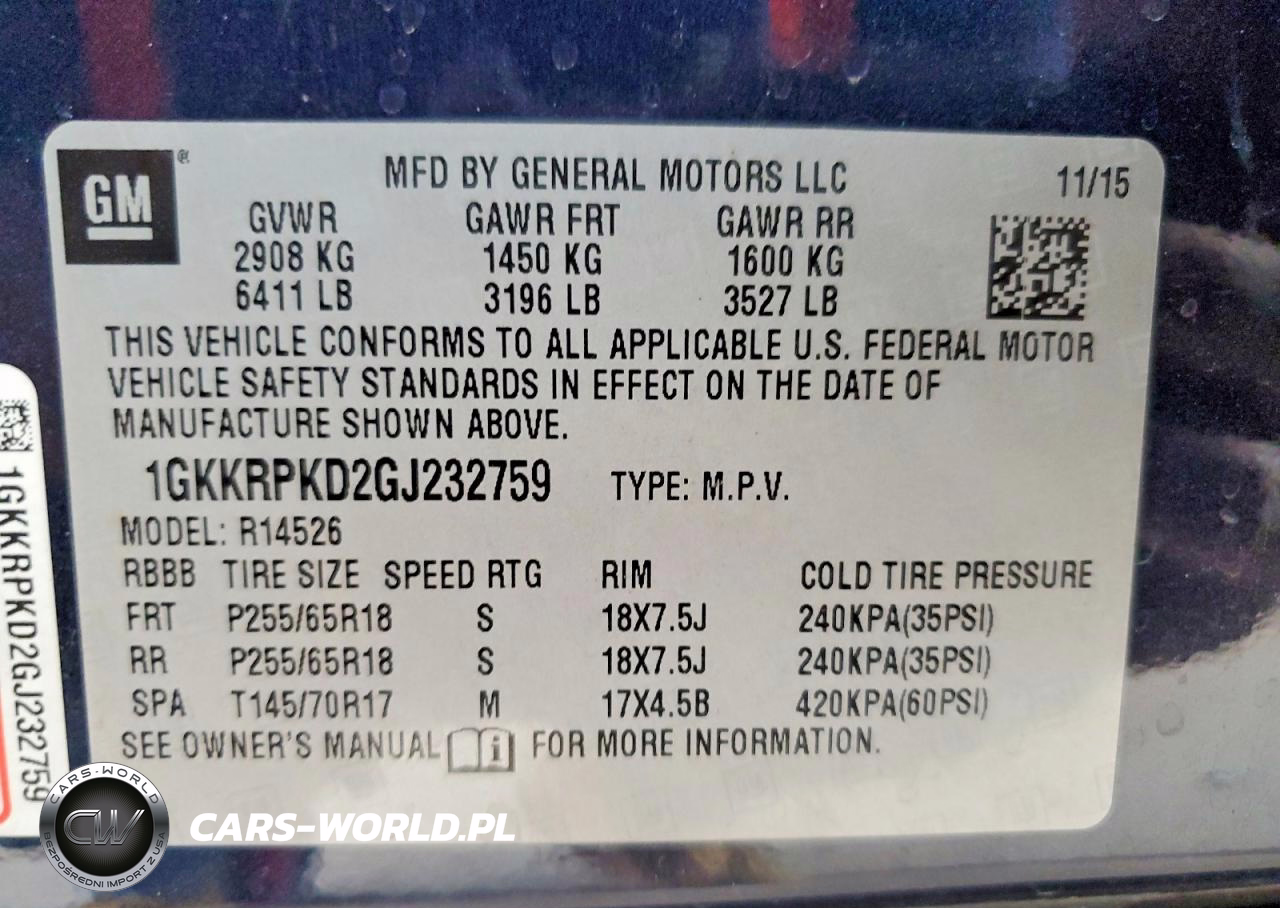 GM ®
MFD BY GENERAL MOTORS LLC
11/15
GVWR GAWR FRT GAWR RR
2908 KG 1450 KG 1600 KG
6411 LB 3196 LB 3527 LB
THIS VEHICLE CONFORMS TO ALL APPLICABLE U.S. FEDERAL MOTOR
VEHICLE SAFETY STANDARDS IN EFFECT ON THE DATE OF
MANUFACTURE SHOWN ABOVE.
1GKKRPKD2GJ232759 TYPE: M.P.V.
MODEL: R14526
RBBB TIRE SIZE SPEED RTG RIM COLD TIRE PRESSURE
FRT P255/65R18 S 18X7.5J 240KPA(35PSI)
RR P255/65R18 S 18X7.5J 240KPA(35PSI)
SPA T145/70R17 M 17X4.5B 420KPA(60PSI)
SEE OWNER'S MANUAL i FOR MORE INFORMATION.
1GKKRPKD2GJ232759
CARS-WORLD
CW
BEZPOŚREDNI IMPORT Z USA
CARS-WORLD.PL